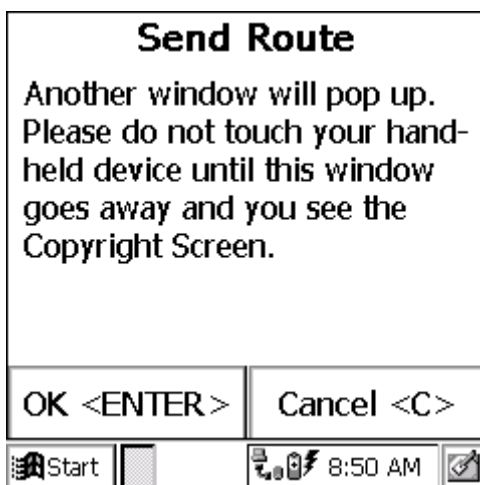 Send Route
Another window will pop up.
Please do not touch your hand-
held device until this window
goes away and you see the
Copyright Screen.
OK <ENTER> Cancel <C>
Start 8:50 AM